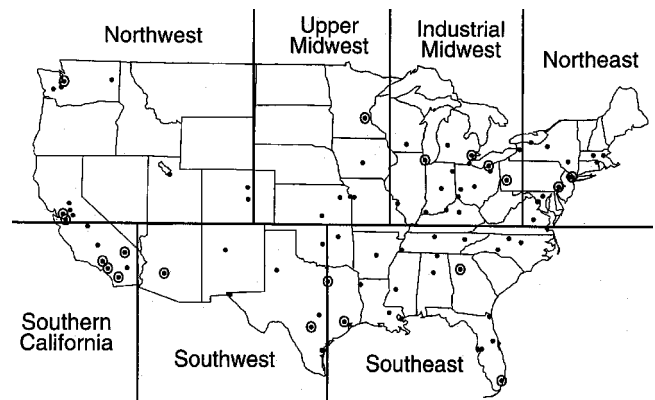 Northwest
Upper
Midwest
Industrial
Midwest
Northeast
Southern
California
Southwest
Southeast